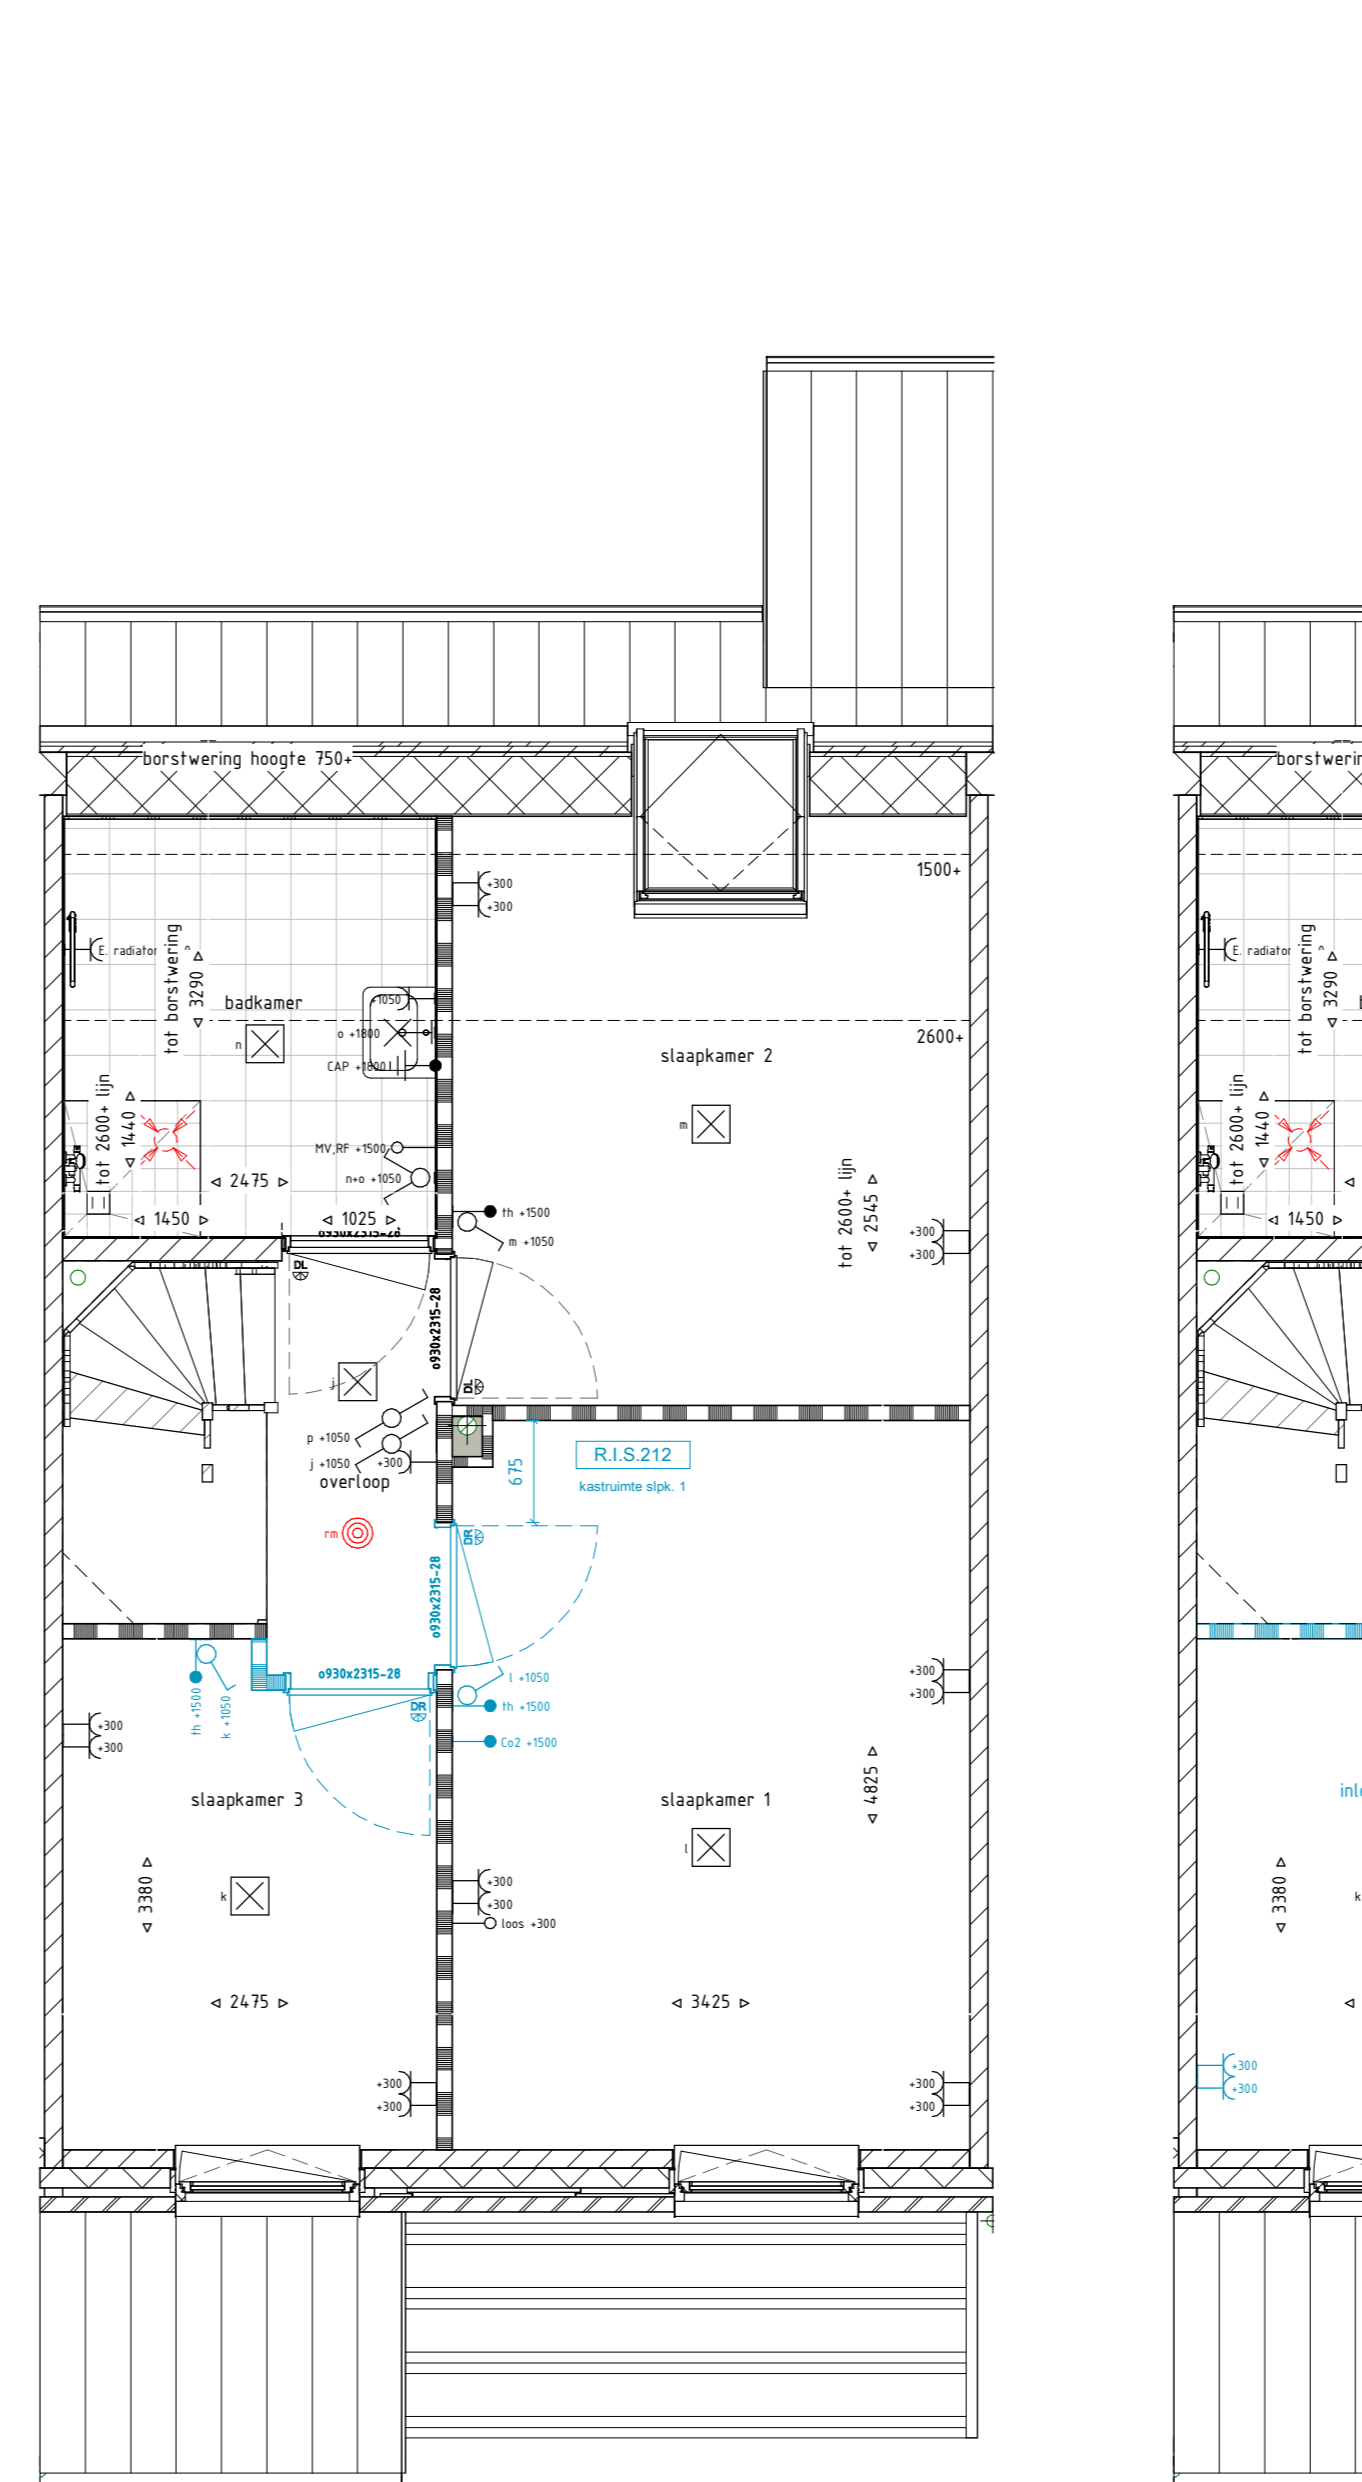 borstwering hoogte 750+
1500+
+300
+300
E. radiator
tot borstwering
3290
badkamer
n
+1050
o +1800
CAP +1800
2600+
slaapkamer 2
m
tot 2600+ lijn
1440
MV,RF +1500
n+o +1050
2475
1450
1025
o930x2315-28
th +1500
m +1050
tot 2600+ lijn
2545
+300
+300
DL
o930x2315-28
DL
j
p +1050
j +1050
+300
overloop
rm
675
R.I.S.212
kastruimte slpk. 1
DR
o930x2315-28
o930x2315-28
DR
th +1500
k +1050
l +1050
th +1500
Co2 +1500
+300
+300
+300
+300
slaapkamer 3
slaapkamer 1
4825
l
k
3380
+300
+300
loos +300
2475
3425
+300
+300
+300
+300
E. radiator
tot borstwering
3290
tot 2600+ lijn
1440
1450
3380
k
+300
+300